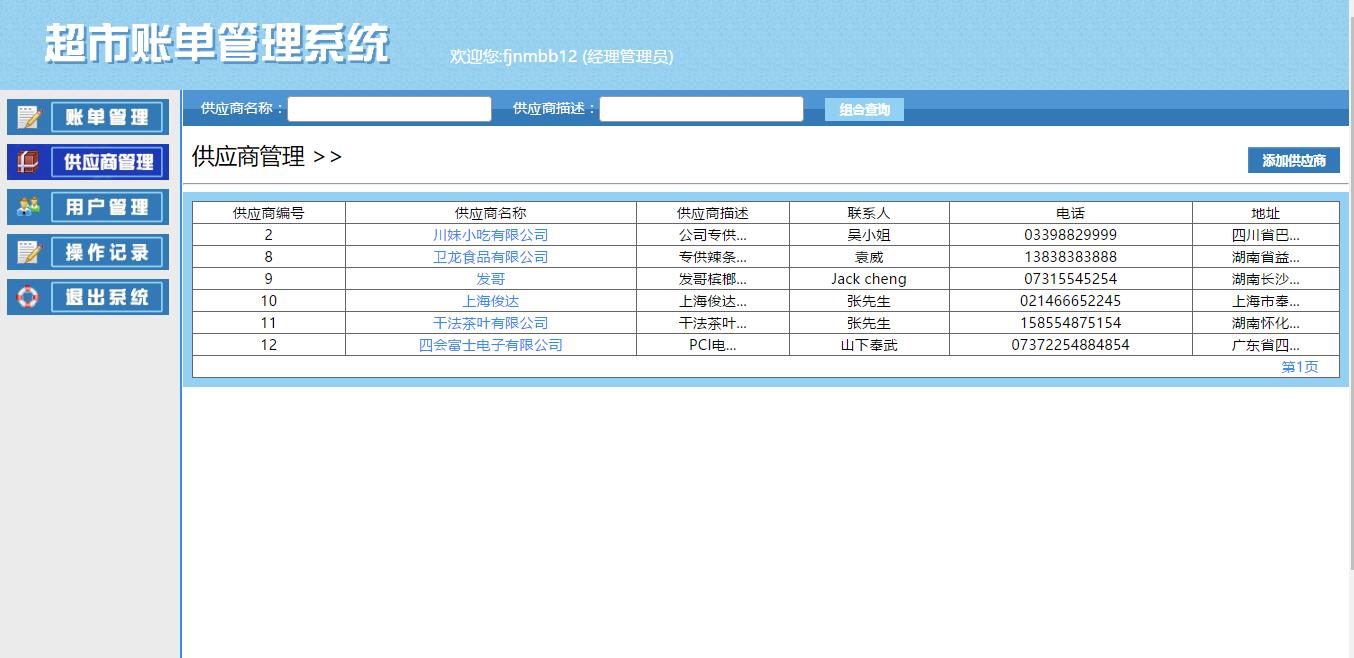 超市账单管理系统
欢迎您:fjnmbb12 (经理管理员)
账单管理
供应商管理
用户管理
操作记录
退出系统
供应商名称： 供应商描述： 组合查询
供应商管理 >>
添加供应商
供应商编号 供应商名称 供应商描述 联系人 电话 地址
2 川妹小吃有限公司 公司专供... 吴小姐 03398829999 四川省巴...
8 卫龙食品有限公司 专供辣条... 袁威 13838383888 湖南省益...
9 发哥 发哥槟榔... Jack cheng 07315545254 湖南长沙...
10 上海俊达 上海俊达... 张先生 021466652245 上海市奉...
11 干法茶叶有限公司 干法茶叶... 张先生 158554875154 湖南怀化...
12 四会富士电子有限公司 PCI电... 山下奉武 07372254884854 广东省四...
第1页